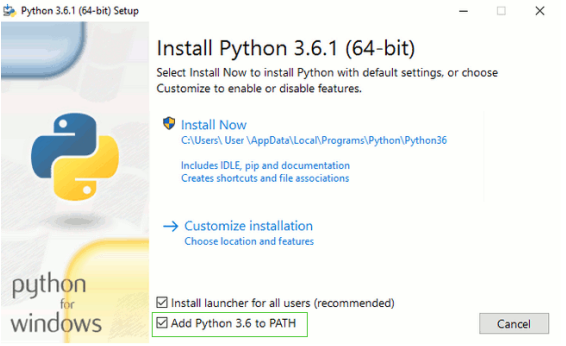 Python 3.6.1 (64-bit) Setup
Install Python 3.6.1 (64-bit)
Select Install Now to install Python with default settings, or choose
Customize to enable or disable features.
Install Now
C:\Users\ User \AppData\Local\Programs\Python\Python36
Includes IDLE, pip and documentation
Creates shortcuts and file associations
Customize installation
Choose location and features
python
for
windows
Install launcher for all users (recommended)
Add Python 3.6 to PATH
Cancel